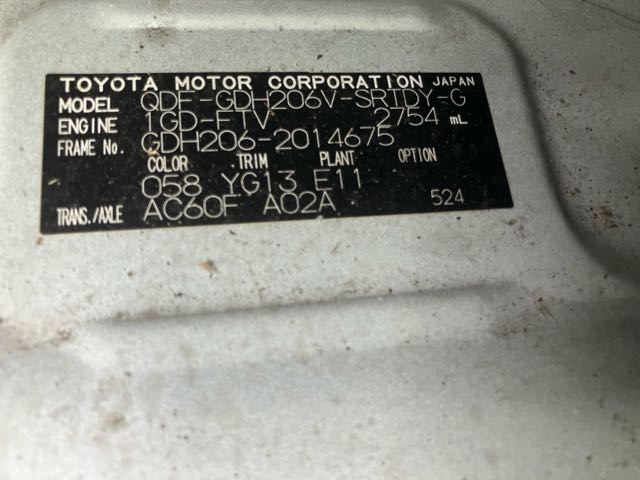 TOYOTA MOTOR CORPORATION JAPAN
MODEL QDF-GDH206V-SRTDY-G
ENGINE 1GD-FTV 2754 mL
FRAME No. GDH206-2014675
COLOR TRIM PLANT OPTION
058 YG13 E11
TRANS./AXLE AC60F A02A 524